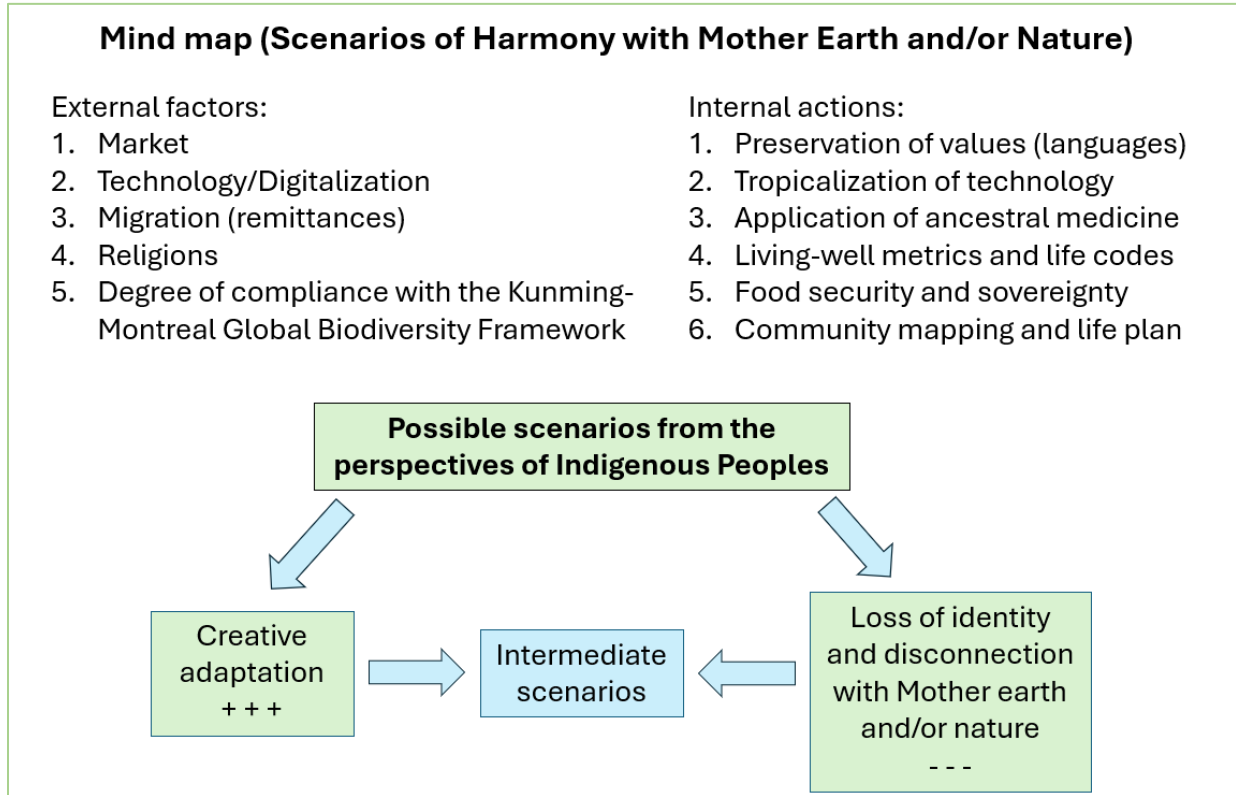 Mind map (Scenarios of Harmony with Mother Earth and/or Nature)
External factors:
1. Market
2. Technology/Digitalization
3. Migration (remittances)
4. Religions
5. Degree of compliance with the Kunming-
Montreal Global Biodiversity Framework
Internal actions:
1. Preservation of values (languages)
2. Tropicalization of technology
3. Application of ancestral medicine
4. Living-well metrics and life codes
5. Food security and sovereignty
6. Community mapping and life plan
Possible scenarios from the
perspectives of Indigenous Peoples
Creative
adaptation
+ + +
Intermediate
scenarios
Loss of identity
and disconnection
with Mother earth
and/or nature
- - -